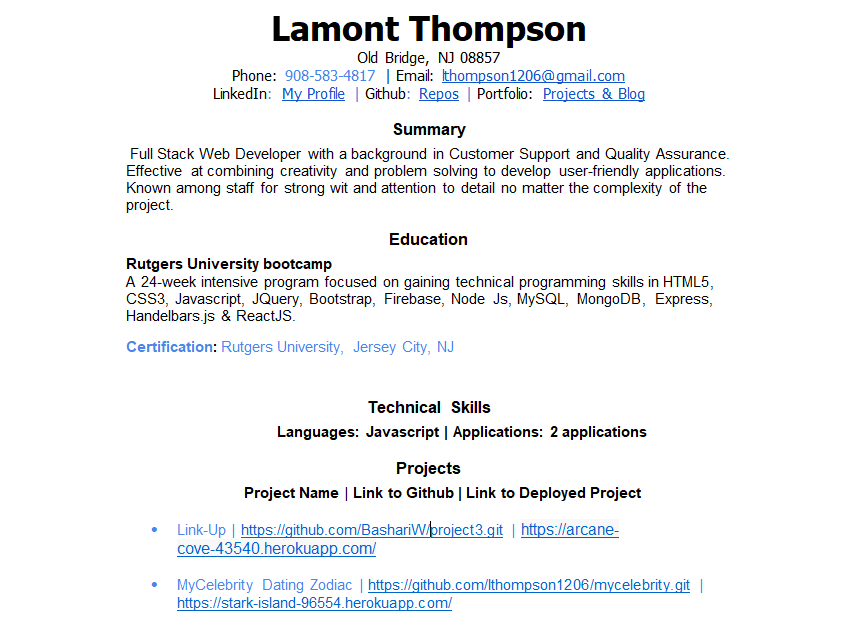 Lamont Thompson
Old Bridge, NJ 08857
Phone: 908-583-4817 | Email: lthompson1206@gmail.com
LinkedIn: My Profile | Github: Repos | Portfolio: Projects & Blog
Summary
Full Stack Web Developer with a background in Customer Support and Quality Assurance.
Effective at combining creativity and problem solving to develop user-friendly applications.
Known among staff for strong wit and attention to detail no matter the complexity of the
project.
Education
Rutgers University bootcamp
A 24-week intensive program focused on gaining technical programming skills in HTML5,
CSS3, Javascript, JQuery, Bootstrap, Firebase, Node Js, MySQL, MongoDB, Express,
Handelbars.js & ReactJS.
Certification: Rutgers University, Jersey City, NJ
Technical Skills
Languages: Javascript | Applications: 2 applications
Projects
Project Name | Link to Github | Link to Deployed Project
• Link-Up | https://github.com/BashariW/project3.git | https://arcane-
cove-43540.herokuapp.com/
• MyCelebrity Dating Zodiac | https://github.com/lthompson1206/mycelebrity.git |
https://stark-island-96554.herokuapp.com/